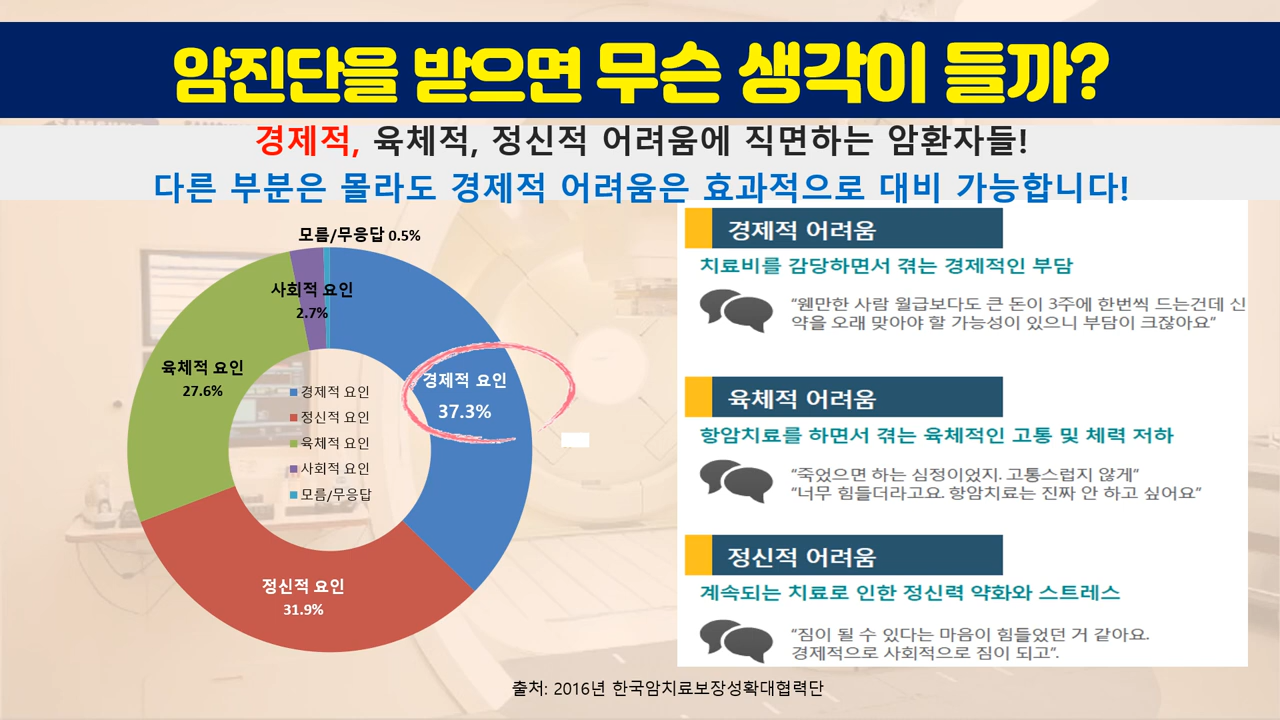 암진단을 받으면 무슨 생각이 들까?
경제적, 육체적, 정신적 어려움에 직면하는 암환자들!
다른 부분은 몰라도 경제적 어려움은 효과적으로 대비 가능합니다!
모름/무응답 0.5%
사회적 요인
2.7%
육체적 요인
27.6%
경제적 요인
37.3%
정신적 요인
31.9%
경제적 요인
정신적 요인
육체적 요인
사회적 요인
모름/무응답
경제적 어려움
치료비를 감당하면서 겪는 경제적인 부담
“웬만한 사람 월급보다도 큰 돈이 3주에 한번씩 드는건데 신
약을 오래 맞아야 할 가능성이 있으니 부담이 크잖아요”
육체적 어려움
항암치료를 하면서 겪는 육체적인 고통 및 체력 저하
“죽었으면 하는 심정이었지. 고통스럽지 않게”
“너무 힘들더라고요. 항암치료는 진짜 안 하고 싶어요”
정신적 어려움
계속되는 치료로 인한 정신력 약화와 스트레스
“짐이 될 수 있다는 마음이 힘들었던 거 같아요.
경제적으로 사회적으로 짐이 되고”.
출처: 2016년 한국암치료보장성확대협력단